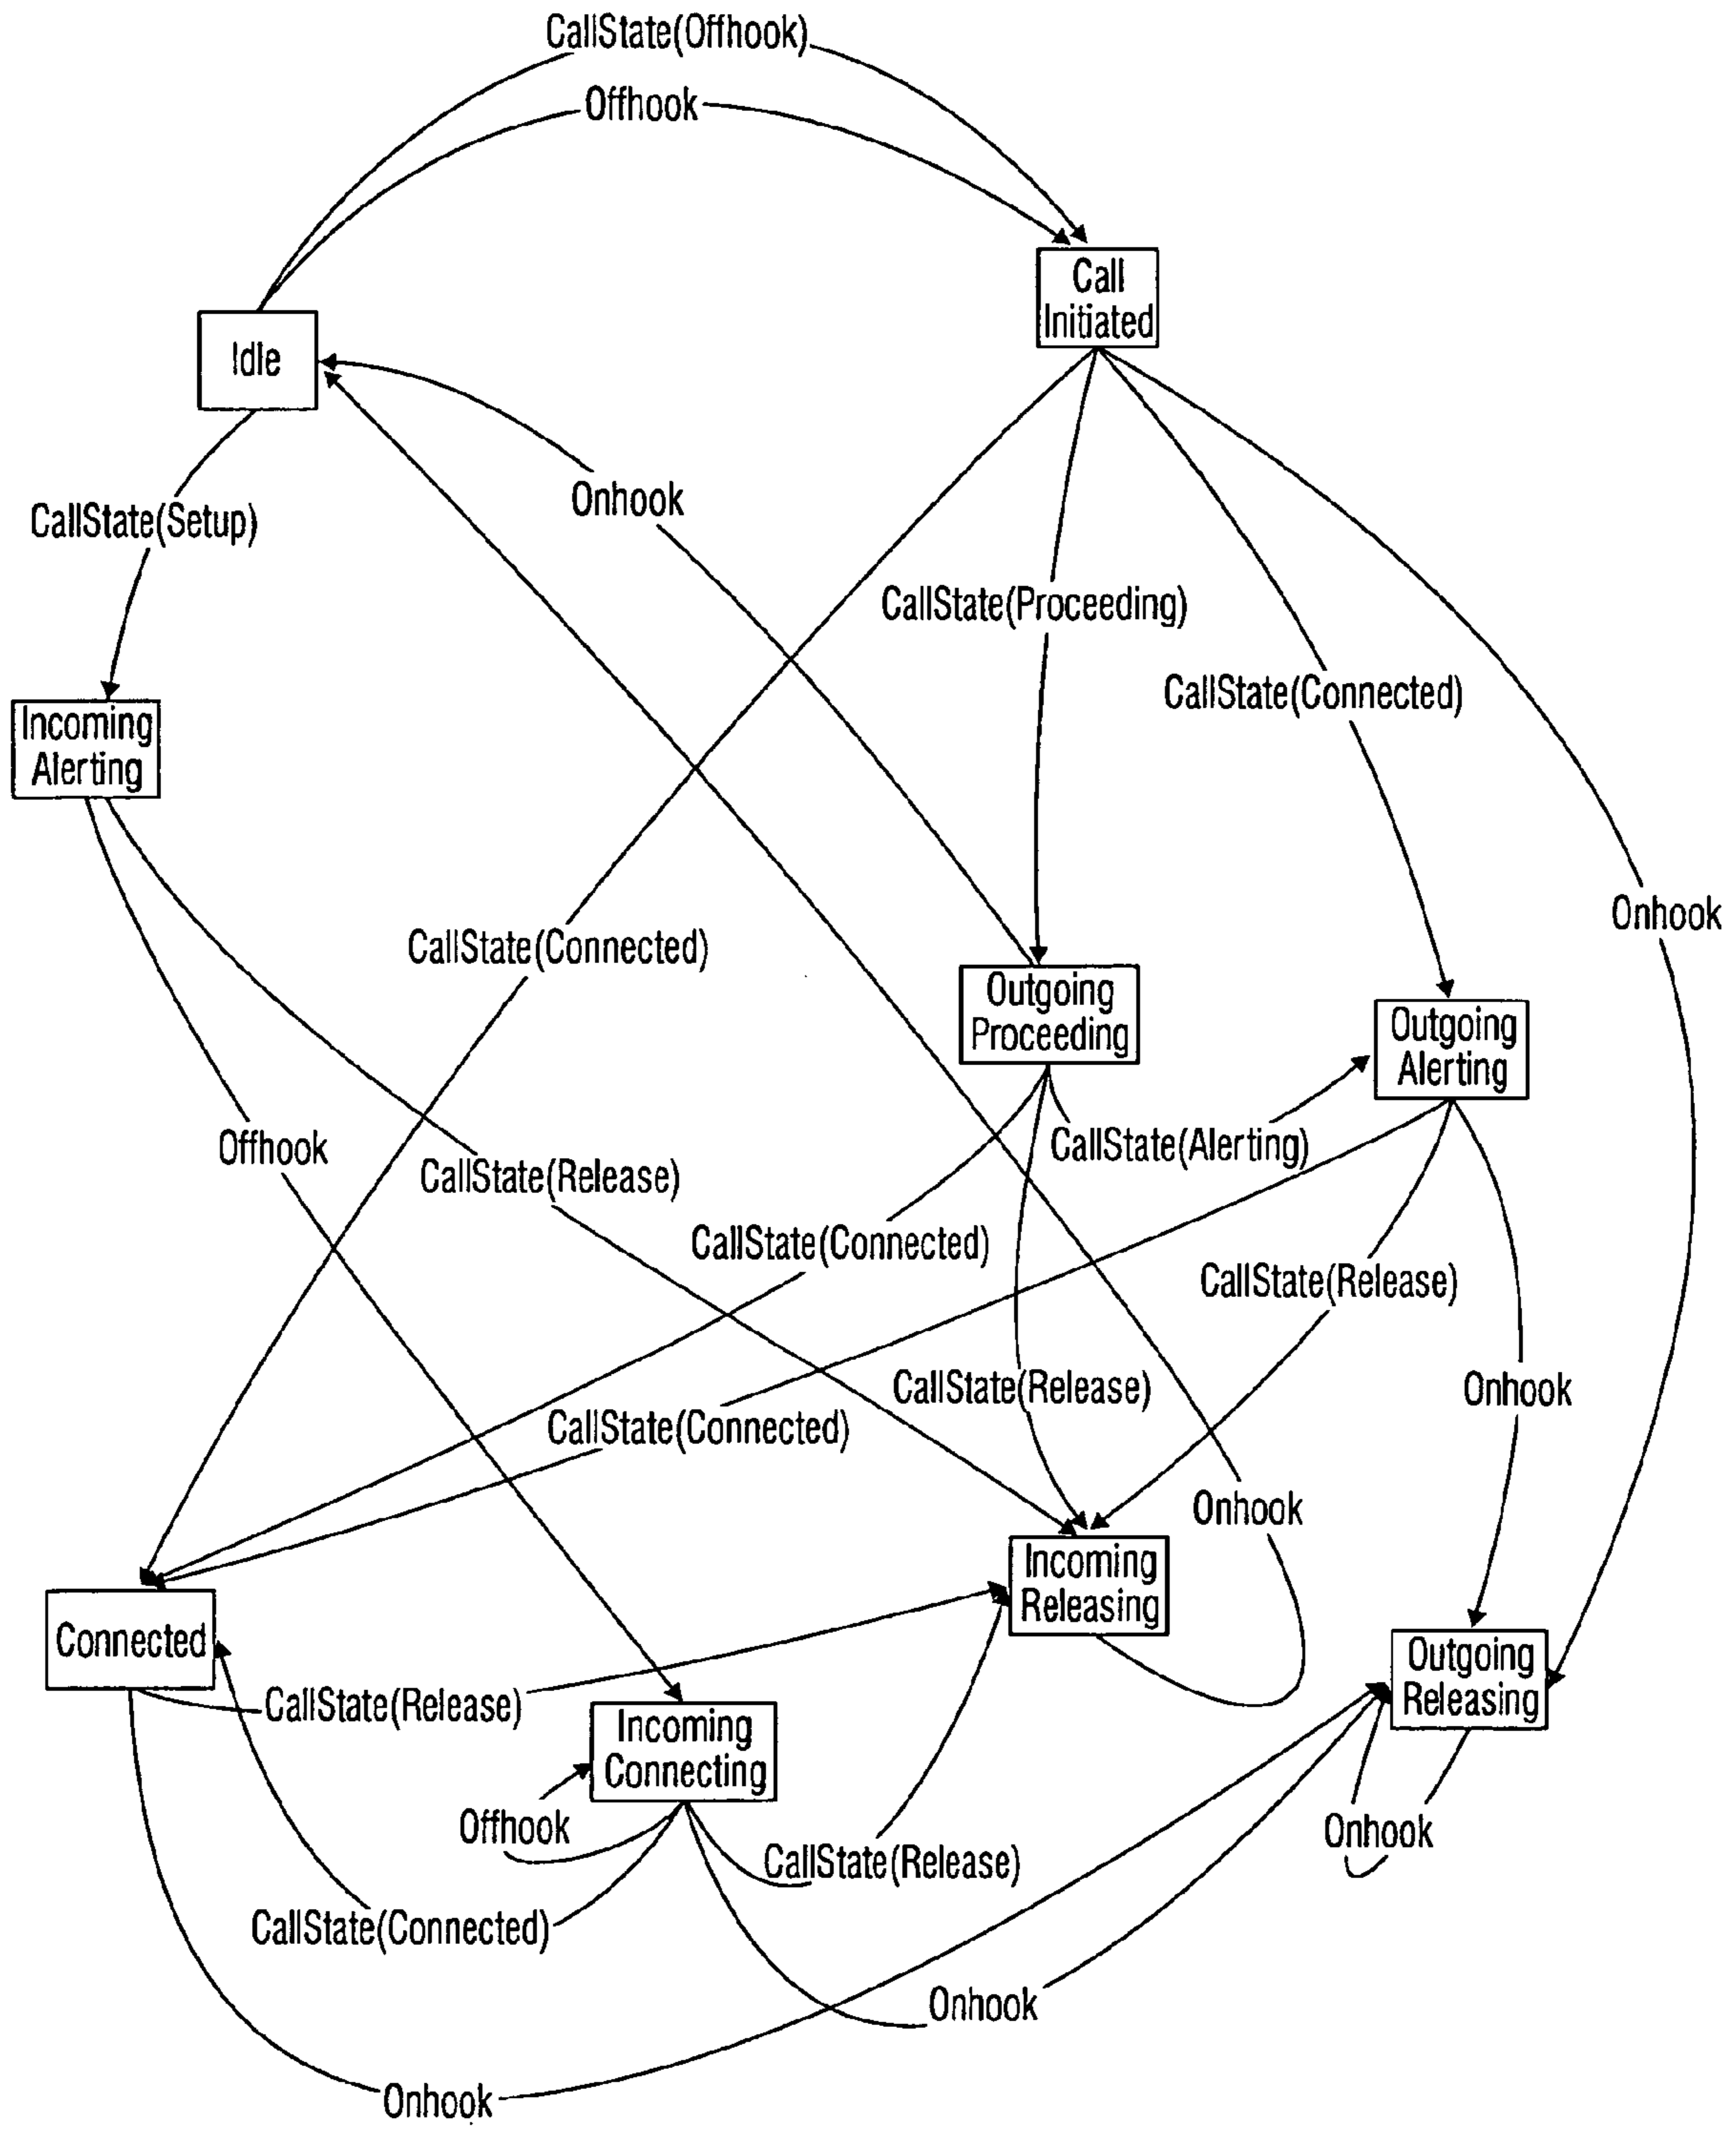 CallState(Offhook)
Offhook
Call
Initiated
Idle
Onhook
CallState(Setup)
CallState(Proceeding)
CallState(Connected)
Incoming
Alerting
Onhook
CallState(Connected)
Outgoing
Proceeding
Outgoing
Alerting
Offhook
CallState(Alerting)
CallState(Release)
CallState(Connected)
CallState(Release)
CallState(Release)
Onhook
CallState(Connected)
Onhook
Incoming
Releasing
Connected
Outgoing
Releasing
CallState(Release)
Incoming
Connecting
Offhook
Onhook
CallState(Release)
CallState(Connected)
Onhook
Onhook